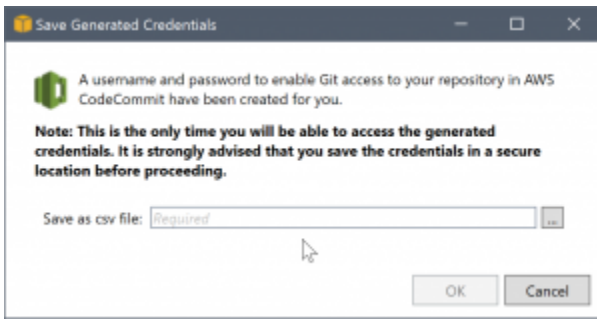 Save Generated Credentials
A username and password to enable Git access to your repository in AWS
CodeCommit have been created for you.
Note: This is the only time you will be able to access the generated
credentials. It is strongly advised that you save the credentials in a secure
location before proceeding.
Save as csv file: Required ...
OK Cancel